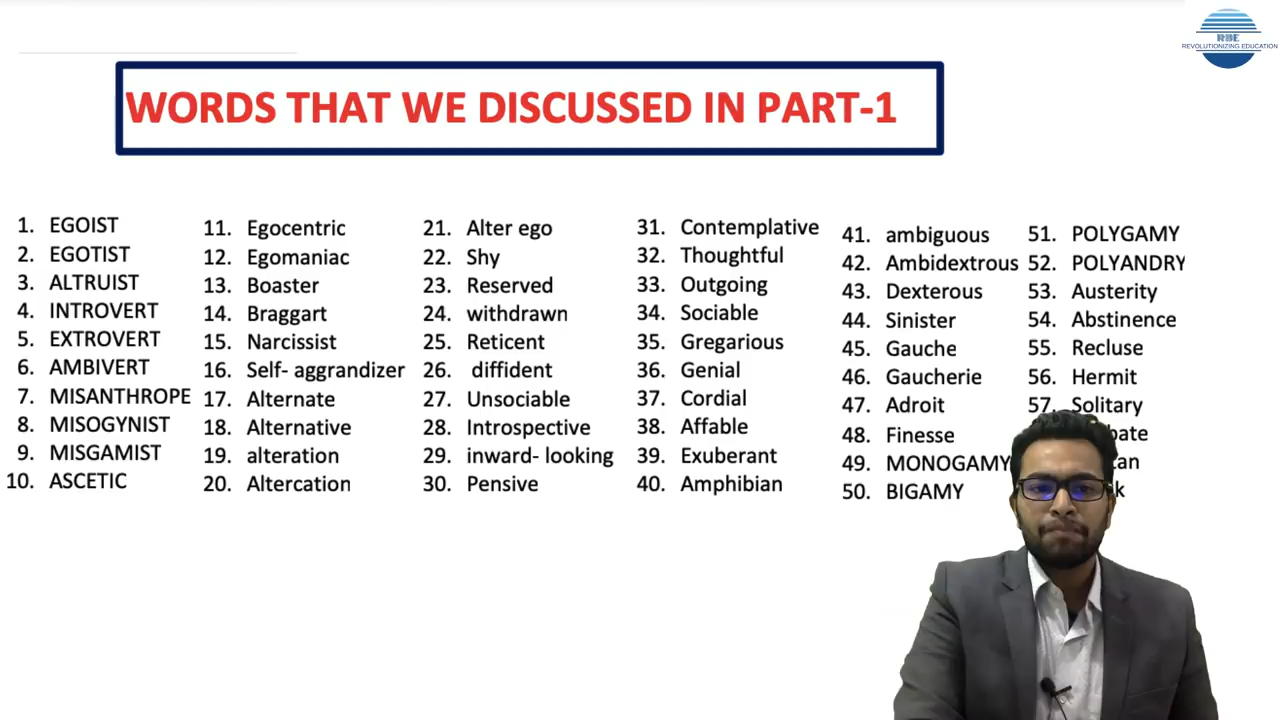 RBE
REVOLUTIONIZING EDUCATION
WORDS THAT WE DISCUSSED IN PART-1
1. EGOIST
2. EGOTIST
3. ALTRUIST
4. INTROVERT
5. EXTROVERT
6. AMBIVERT
7. MISANTHROPE
8. MISOGYNIST
9. MISGAMIST
10. ASCETIC
11. Egocentric
12. Egomaniac
13. Boaster
14. Braggart
15. Narcissist
16. Self- aggrandizer
17. Alternate
18. Alternative
19. alteration
20. Altercation
21. Alter ego
22. Shy
23. Reserved
24. withdrawn
25. Reticent
26. diffident
27. Unsociable
28. Introspective
29. inward- looking
30. Pensive
31. Contemplative
32. Thoughtful
33. Outgoing
34. Sociable
35. Gregarious
36. Genial
37. Cordial
38. Affable
39. Exuberant
40. Amphibian
41. ambiguous
42. Ambidextrous
43. Dexterous
44. Sinister
45. Gauche
46. Gaucherie
47. Adroit
48. Finesse
49. MONOGAMY
50. BIGAMY
51. POLYGAMY
52. POLYANDRY
53. Austerity
54. Abstinence
55. Recluse
56. Hermit
57. Solitary